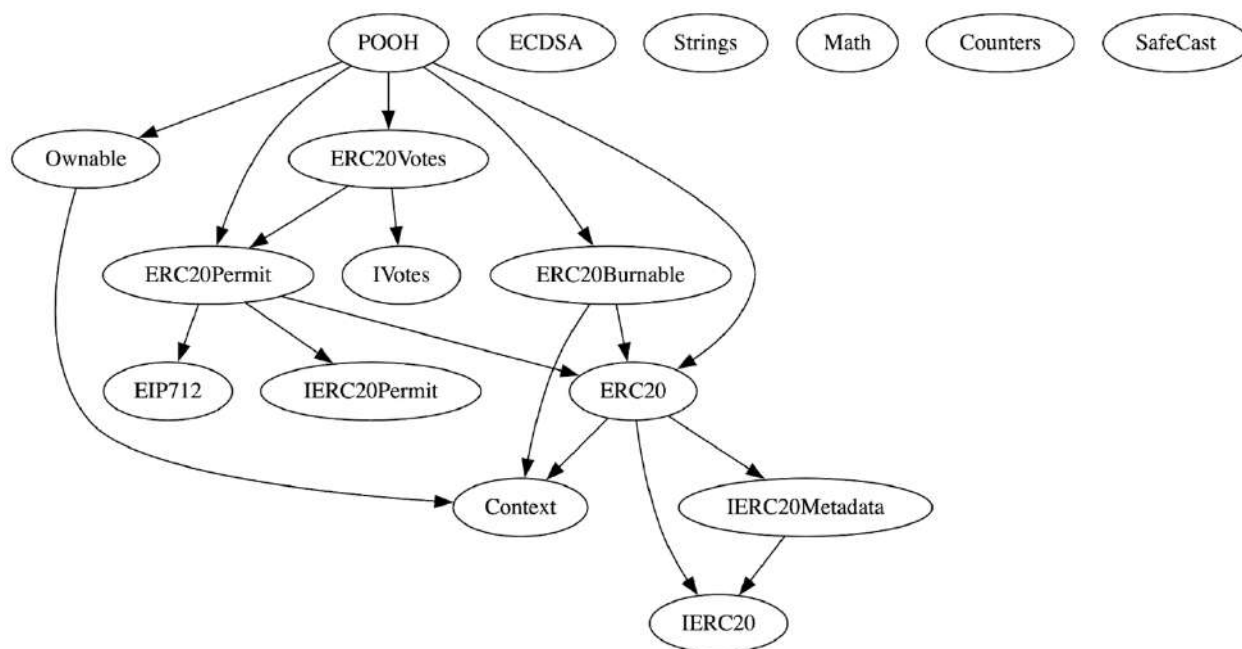 POOH
ECDSA
Strings
Math
Counters
SafeCast
Ownable
ERC20Votes
ERC20Permit
IVotes
ERC20Burnable
EIP712
IERC20Permit
ERC20
Context
IERC20Metadata
IERC20